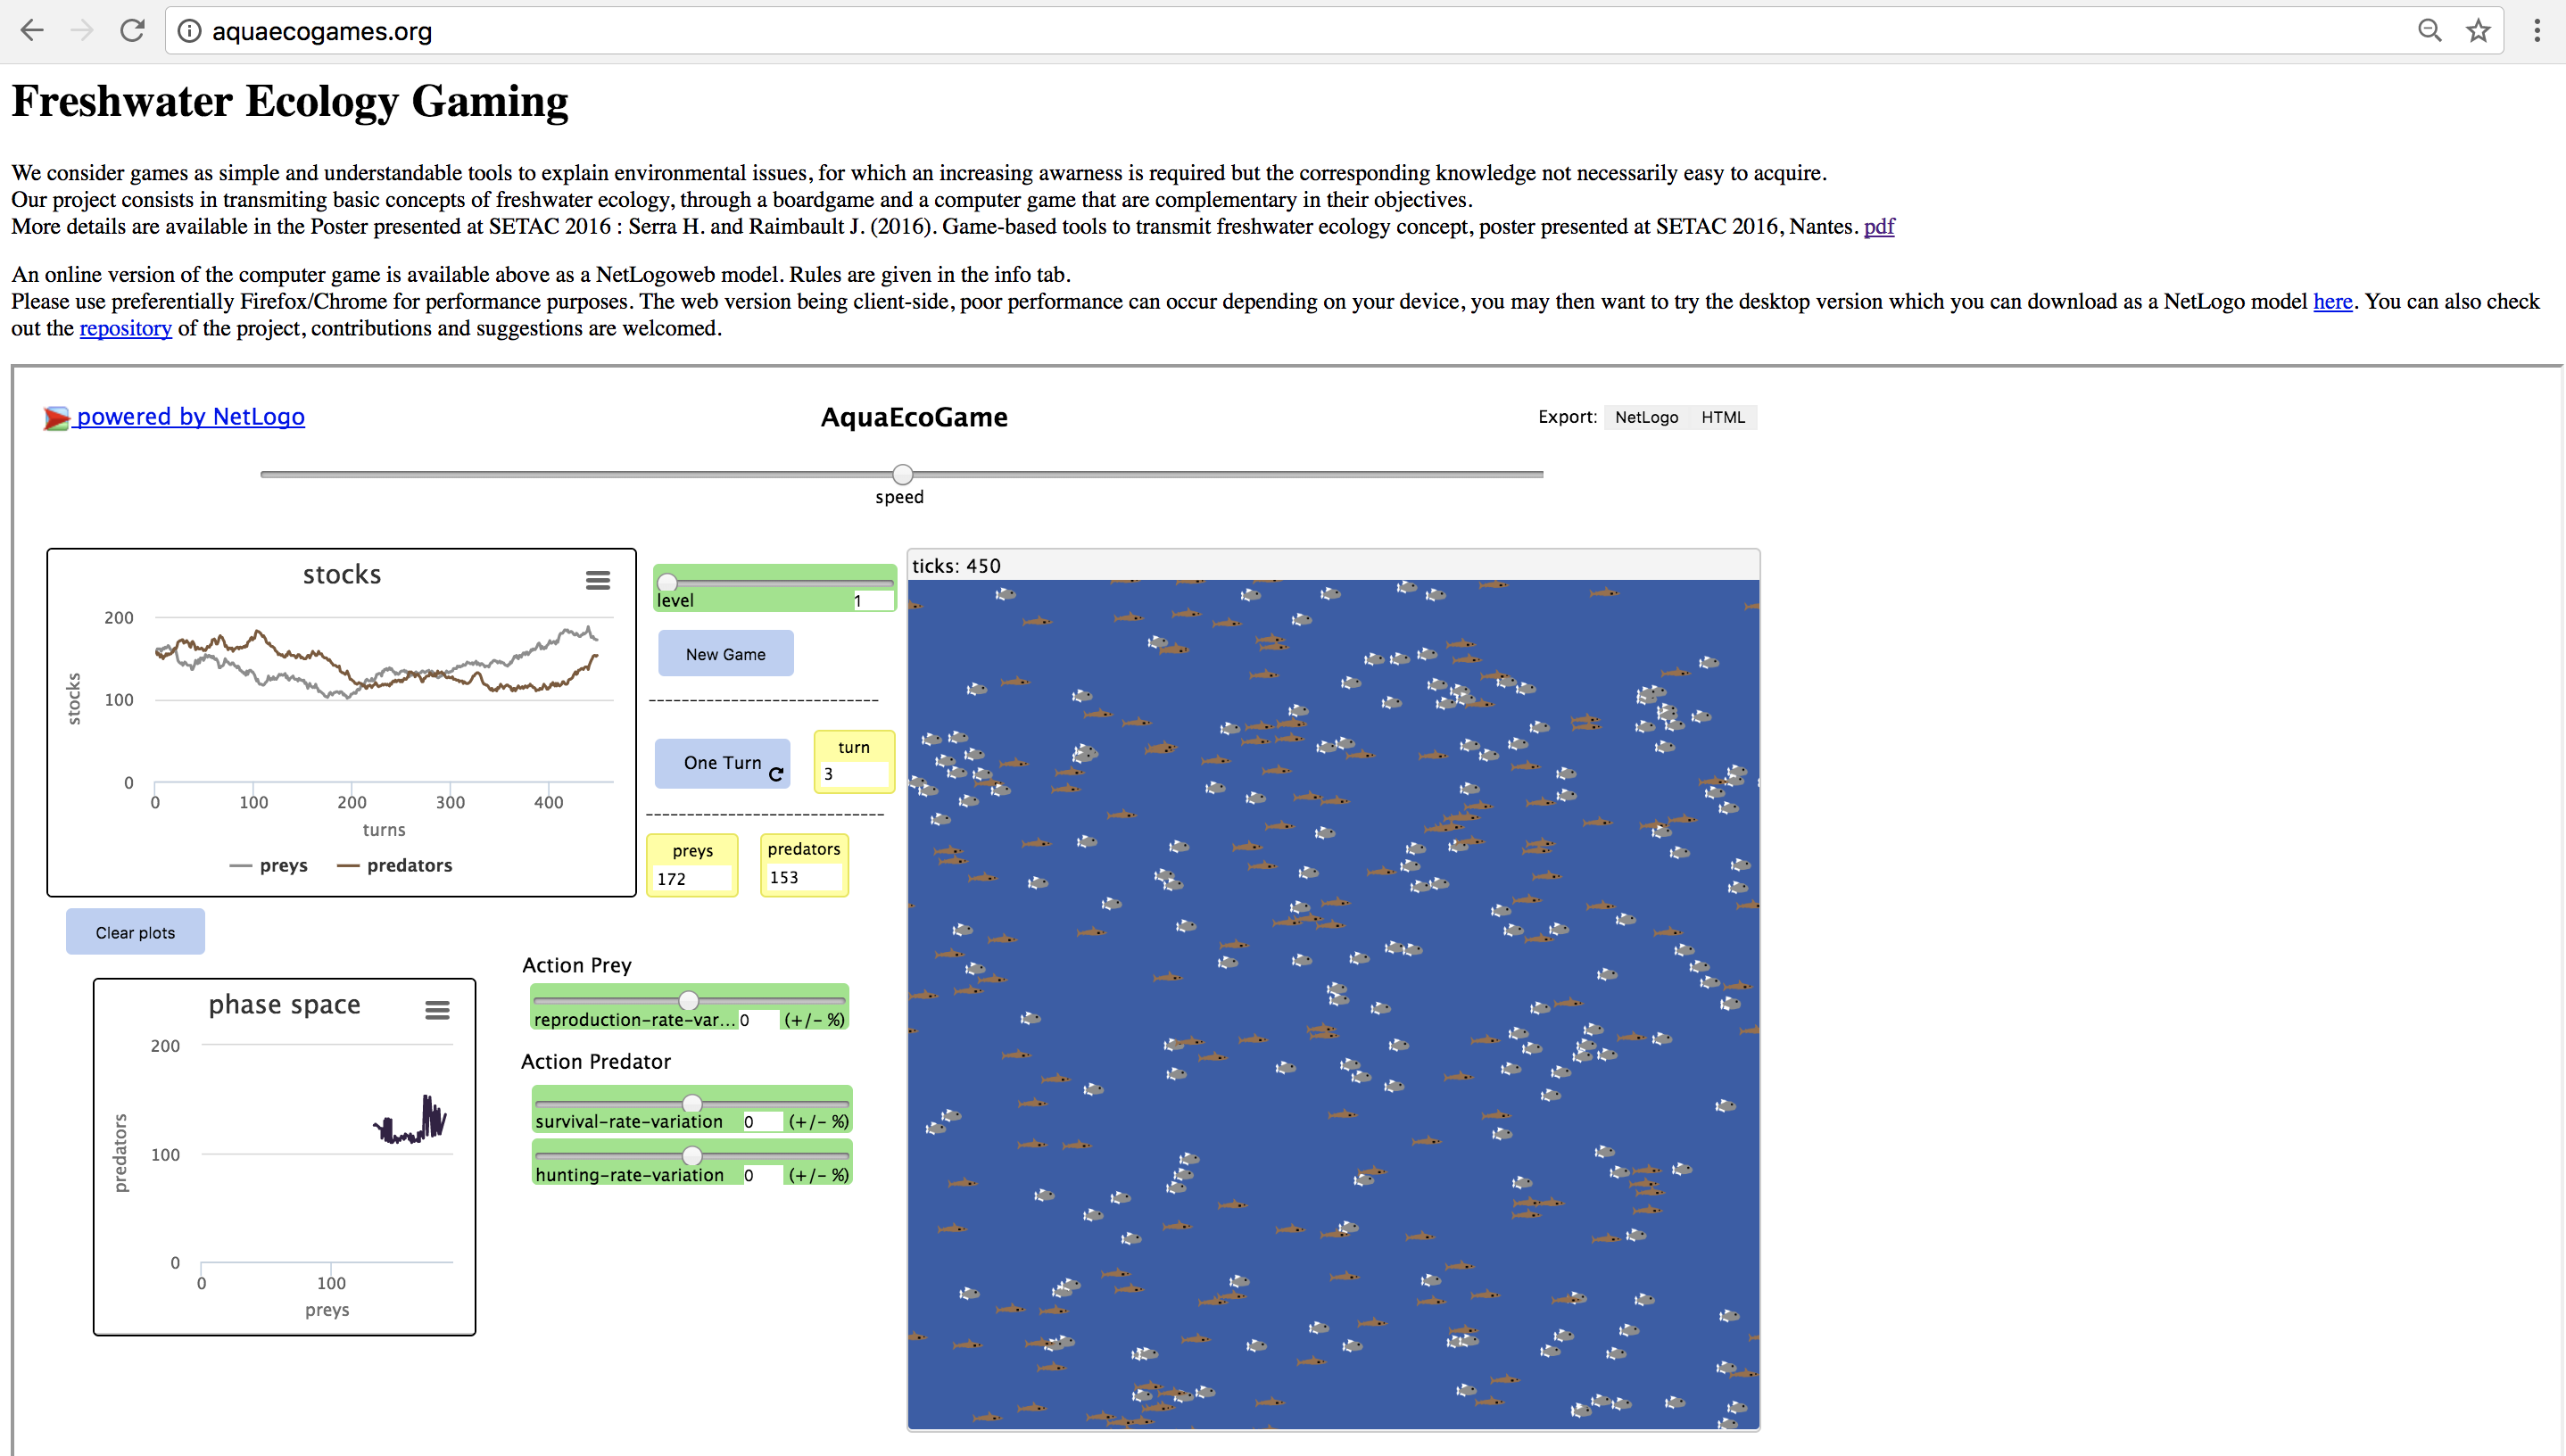 aquaecogames.org
Freshwater Ecology Gaming
We consider games as simple and understandable tools to explain environmental issues, for which an increasing awarness is required but the corresponding knowledge not necessarily easy to acquire.
Our project consists in transmiting basic concepts of freshwater ecology, through a boardgame and a computer game that are complementary in their objectives.
More details are available in the Poster presented at SETAC 2016 : Serra H. and Raimbault J. (2016). Game-based tools to transmit freshwater ecology concept, poster presented at SETAC 2016, Nantes. pdf
An online version of the computer game is available above as a NetLogoweb model. Rules are given in the info tab.
Please use preferentially Firefox/Chrome for performance purposes. The web version being client-side, poor performance can occur depending on your device, you may then want to try the desktop version which you can download as a NetLogo model here. You can also check
out the repository of the project, contributions and suggestions are welcomed.
powered by NetLogo
AquaEcoGame
Export: NetLogo HTML
speed
stocks
200
100
0
stocks
0 100 200 300 400
turns
preys predators
level 1
New Game
-----------------------------
One Turn
turn
3
------------------------------
preys
172
predators
153
ticks: 450
Clear plots
phase space
200
100
0
predators
0 100
preys
Action Prey
reproduction-rate-var... 0 (+/- %)
Action Predator
survival-rate-variation 0 (+/- %)
hunting-rate-variation 0 (+/- %)